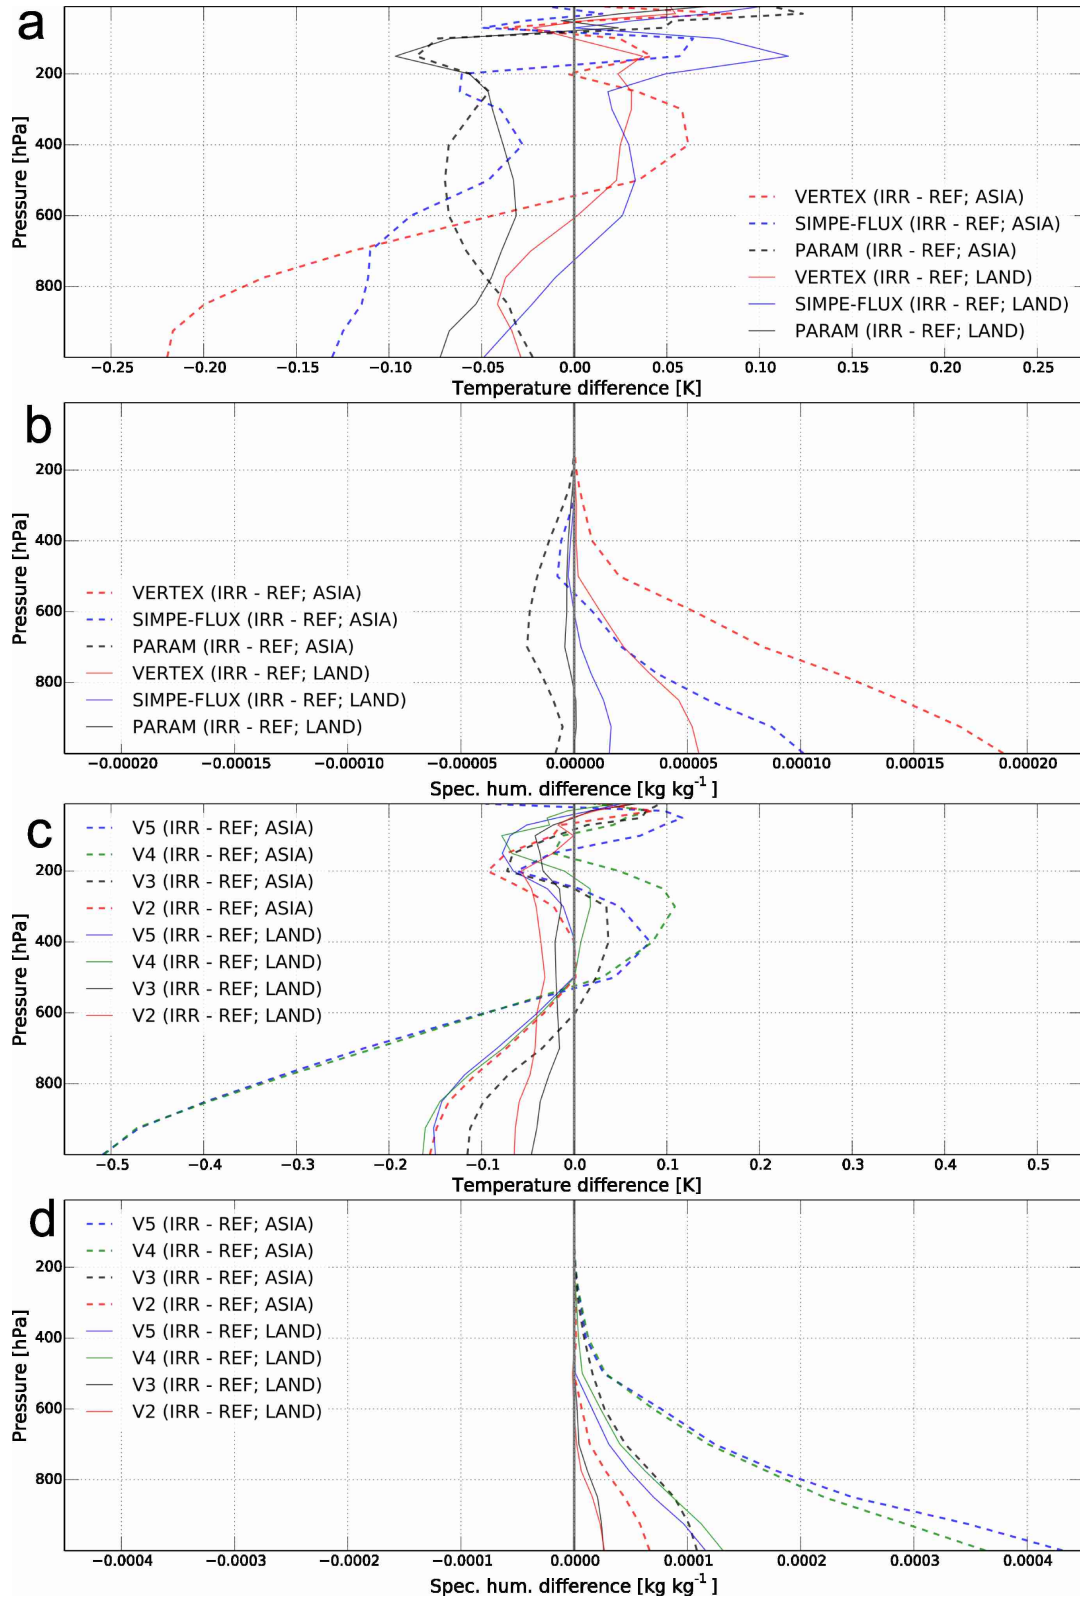 a
200
400
600
800
Pressure [hPa]
VERTEX (IRR - REF; ASIA)
SIMPE-FLUX (IRR - REF; ASIA)
PARAM (IRR - REF; ASIA)
VERTEX (IRR - REF; LAND)
SIMPE-FLUX (IRR - REF; LAND)
PARAM (IRR - REF; LAND)
−0.25 −0.20 −0.15 −0.10 −0.05 0.00 0.05 0.10 0.15 0.20 0.25
Temperature difference [K]
b
200
400
600
800
Pressure [hPa]
VERTEX (IRR - REF; ASIA)
SIMPE-FLUX (IRR - REF; ASIA)
PARAM (IRR - REF; ASIA)
VERTEX (IRR - REF; LAND)
SIMPE-FLUX (IRR - REF; LAND)
PARAM (IRR - REF; LAND)
−0.00020 −0.00015 −0.00010 −0.00005 0.00000 0.00005 0.00010 0.00015 0.00020
Spec. hum. difference [kg kg⁻¹ ]
c
200
400
600
800
Pressure [hPa]
V5 (IRR - REF; ASIA)
V4 (IRR - REF; ASIA)
V3 (IRR - REF; ASIA)
V2 (IRR - REF; ASIA)
V5 (IRR - REF; LAND)
V4 (IRR - REF; LAND)
V3 (IRR - REF; LAND)
V2 (IRR - REF; LAND)
−0.5 −0.4 −0.3 −0.2 −0.1 0.0 0.1 0.2 0.3 0.4 0.5
Temperature difference [K]
d
200
400
600
800
Pressure [hPa]
V5 (IRR - REF; ASIA)
V4 (IRR - REF; ASIA)
V3 (IRR - REF; ASIA)
V2 (IRR - REF; ASIA)
V5 (IRR - REF; LAND)
V4 (IRR - REF; LAND)
V3 (IRR - REF; LAND)
V2 (IRR - REF; LAND)
−0.0004 −0.0003 −0.0002 −0.0001 0.0000 0.0001 0.0002 0.0003 0.0004
Spec. hum. difference [kg kg⁻¹ ]